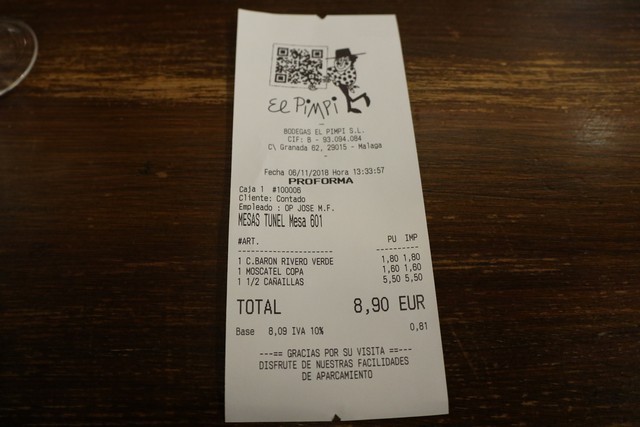 EL PiMPi
BODEGAS EL PIMPI S.L.
CIF: B - 93.094.084
C\ Granada 62, 29015 - Malaga
Fecha 06/11/2018 Hora 13:33:57
PROFORMA
Caja 1 #100006
Cliente: Contado
Empleado : OP JOSE M.F.
MESAS TUNEL Mesa 601
#ART. PU IMP
1 C.BARON RIVERO VERDE 1,80 1,80
1 MOSCATEL COPA 1,60 1,60
1 1/2 CAÑAILLAS 5,50 5,50
TOTAL 8,90 EUR
Base 8,09 IVA 10% 0,81
---== GRACIAS POR SU VISITA ==---
DISFRUTE DE NUESTRAS FACILIDADES
DE APARCAMIENTO